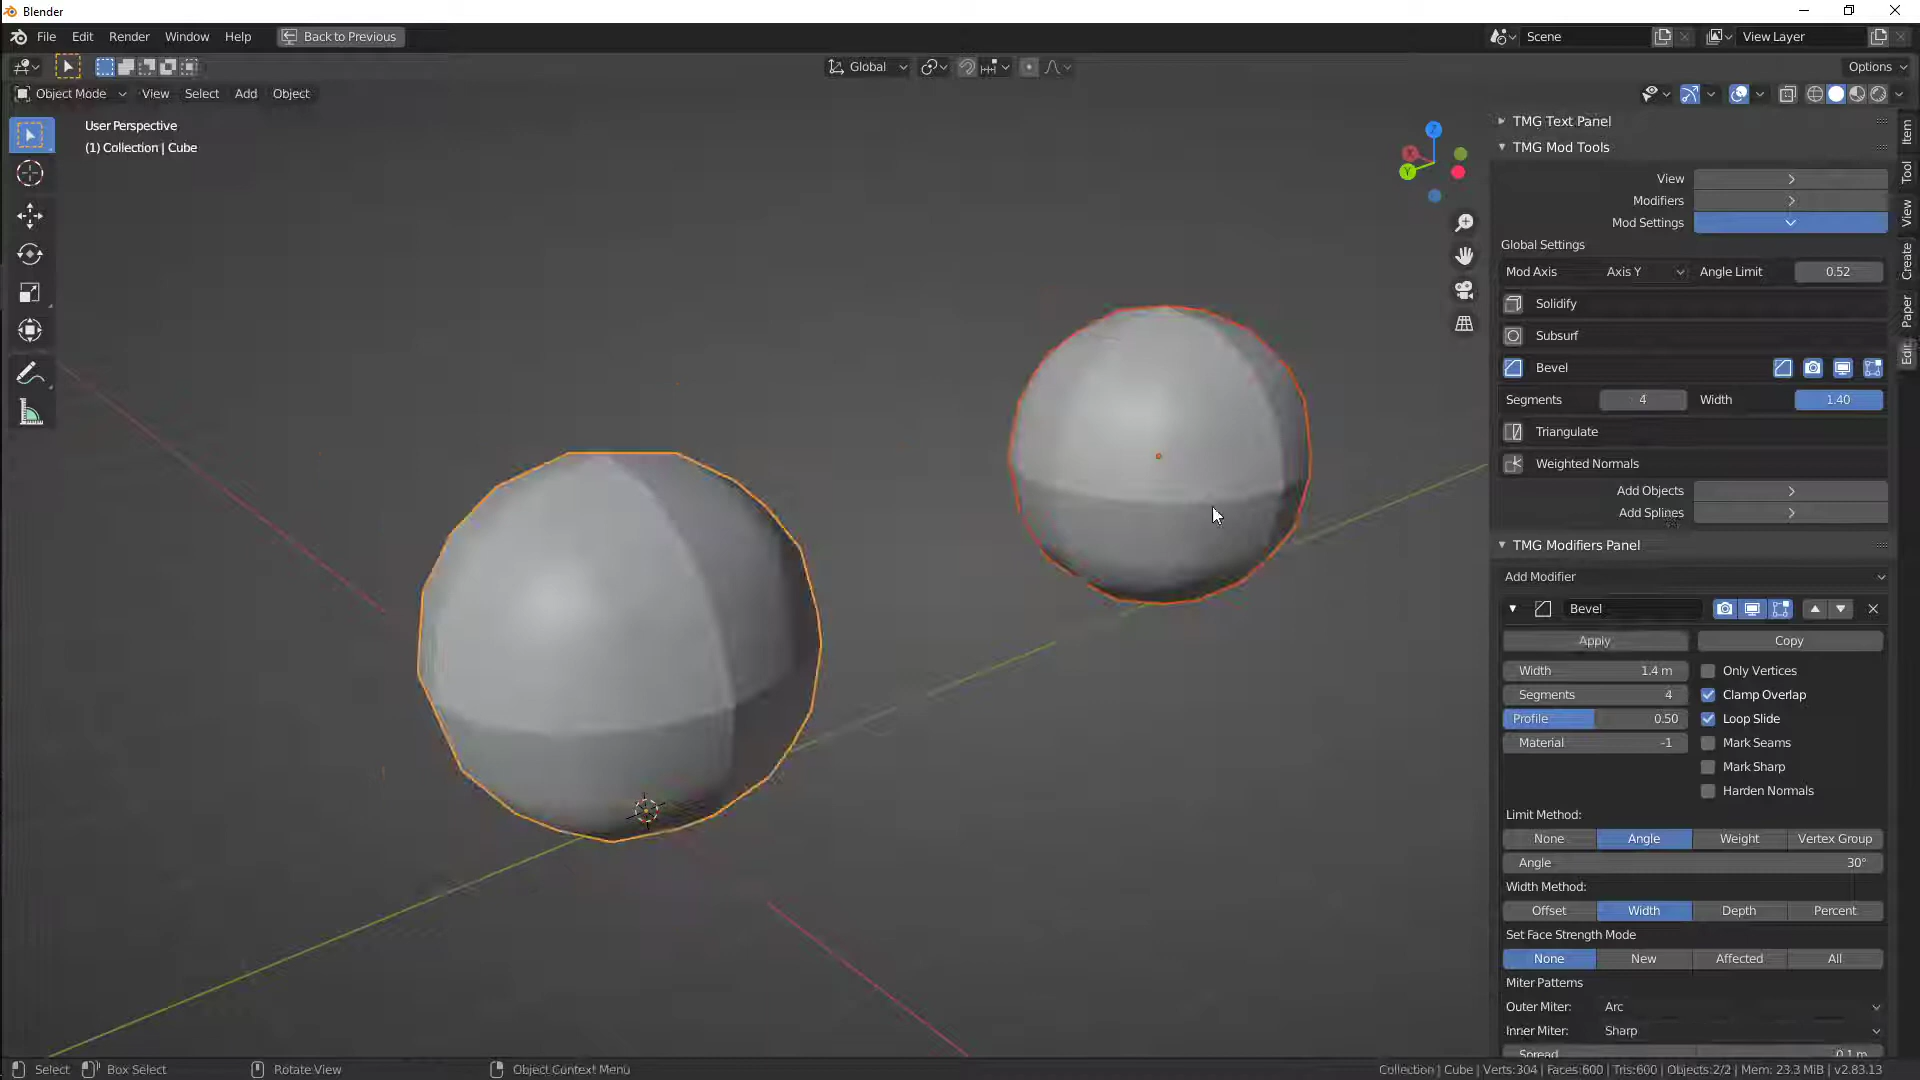 Blender
File Edit Render Window Help Back to Previous Scene View Layer
Global Options
Object Mode View Select Add Object
User Perspective
(1) Collection | Cube
Z
X
Y
Item
Tool
View
Create
Paper
Edit
TMG Text Panel
TMG Mod Tools
View
Modifiers
Mod Settings
Global Settings
Mod Axis Axis Y Angle Limit 0.52
Solidify
Subsurf
Bevel
Segments 4 Width 1.40
Triangulate
Weighted Normals
Add Objects
Add Splines
TMG Modifiers Panel
Add Modifier
Bevel
Apply Copy
Width 1.4 m Only Vertices
Segments 4 Clamp Overlap
Profile 0.50 Loop Slide
Material -1 Mark Seams
Mark Sharp
Harden Normals
Limit Method:
None Angle Weight Vertex Group
Angle 30°
Width Method:
Offset Width Depth Percent
Set Face Strength Mode
None New Affected All
Miter Patterns
Outer Miter: Arc
Inner Miter: Sharp
Spread 0.1 m
Select Box Select Rotate View Object Context Menu Collection | Cube | Verts:304 | Faces:600 | Tris:600 | Objects:2/2 | Mem: 23.3 MiB | v2.83.13